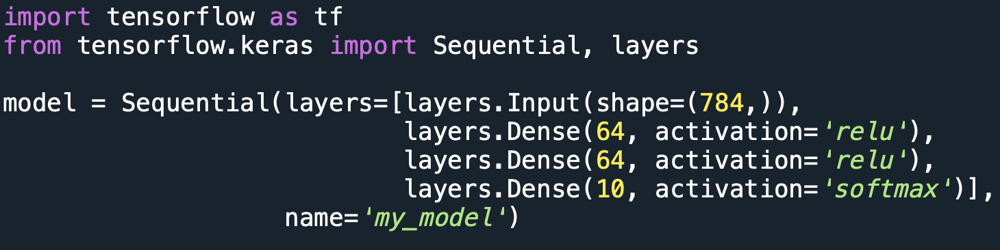 import tensorflow as tf
from tensorflow.keras import Sequential, layers

model = Sequential(layers=[layers.Input(shape=(784,)),
                           layers.Dense(64, activation='relu'),
                           layers.Dense(64, activation='relu'),
                           layers.Dense(10, activation='softmax')],
                   name='my_model')